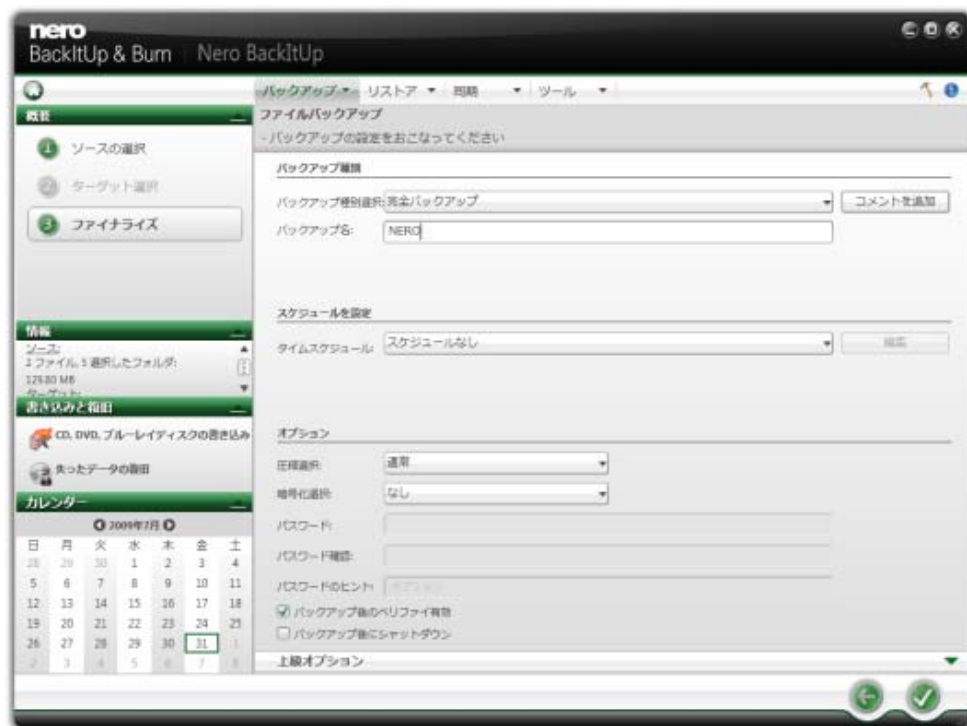 nero
BackItUp & Burn | Nero BackItUp
バックアップ リストア 同期 ツール
概要
1 ソースの選択
2 ターゲット選択
3 ファイナライズ
ファイルバックアップ
- バックアップの設定をおこなってください
バックアップ種類
バックアップ種別選択: 完全バックアップ
コメントを追加
バックアップ名: NERO
スケジュールを設定
タイムスケジュール: スケジュールなし
編集
情報
ソース:
ファイル, 5 選択したフォルダ:
MB
ターゲット:
書き込みと復旧
CD, DVD, ブルーレイディスクの書き込み
失ったデータの復旧
オプション
圧縮選択: 通常
暗号化選択: なし
パスワード:
パスワード確認:
パスワードのヒント: オプション
バックアップ後のベリファイ有効
バックアップ後にシャットダウン
上級オプション
カレンダー
2009年7月
日 月 火 水 木 金 土
28 29 30 1 2 3 4
5 6 7 8 9 10 11
12 13 14 15 16 17 18
19 20 21 22 23 24 25
26 27 28 29 30 31 1
2 3 4 5 6 7 8